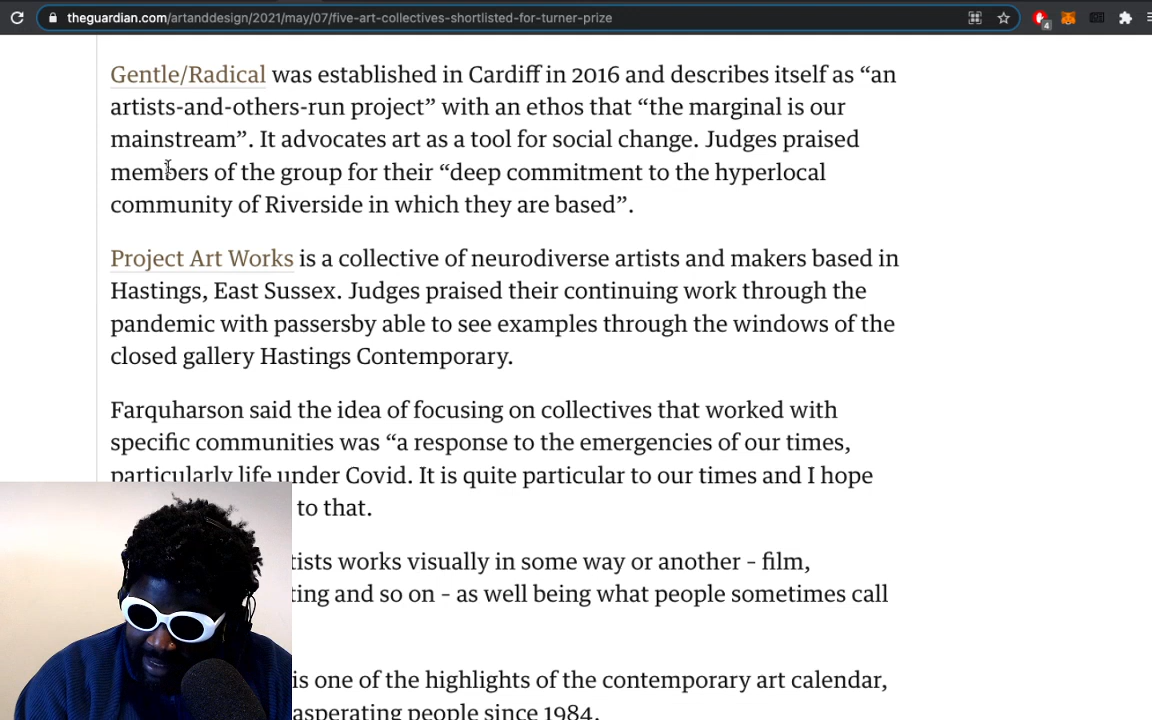 theguardian.com/artanddesign/2021/may/07/five-art-collectives-shortlisted-for-turner-prize
4
Gentle/Radical was established in Cardiff in 2016 and describes itself as “an
artists-and-others-run project” with an ethos that “the marginal is our
mainstream”. It advocates art as a tool for social change. Judges praised
members of the group for their “deep commitment to the hyperlocal
community of Riverside in which they are based”.
Project Art Works is a collective of neurodiverse artists and makers based in
Hastings, East Sussex. Judges praised their continuing work through the
pandemic with passersby able to see examples through the windows of the
closed gallery Hastings Contemporary.
Farquharson said the idea of focusing on collectives that worked with
specific communities was “a response to the emergencies of our times,
particularly life under Covid. It is quite particular to our times and I hope
to that.
tists works visually in some way or another – film,
ting and so on – as well being what people sometimes call
is one of the highlights of the contemporary art calendar,
asperating people since 1984.